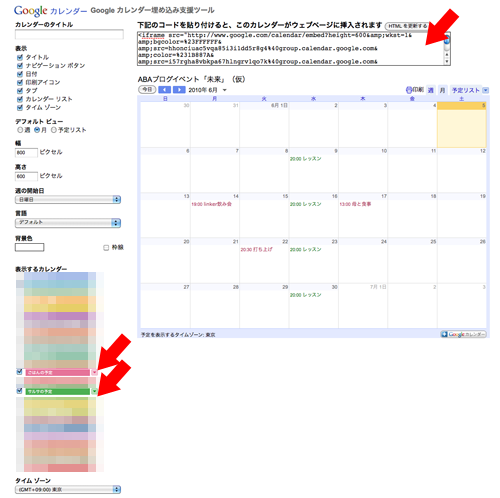 Google カレンダー Google カレンダー埋め込み支援ツール
カレンダーのタイトル
表示
タイトル
ナビゲーション ボタン
日付
印刷アイコン
タブ
カレンダー リスト
タイム ゾーン
デフォルト ビュー
週 月 予定リスト
幅
800 ピクセル
高さ
600 ピクセル
週の開始日
日曜日
言語
デフォルト
背景色
枠線
表示するカレンダー
ごはんの予定
マルマの予定
タイム ゾーン
(GMT+09:00) 東京
下記のコードを貼り付けると、このカレンダーがウェブページに挿入されます HTML を更新する
<iframe src="http://www.google.com/calendar/embed?height=600&amp;wkst=1&
amp;bgcolor=%23FFFFFF&
amp;src=hhonciuac5vqa85i3i1dd5r8g4%40group.calendar.google.com&
amp;color=%231B887A&
amp;src=i57rgha8vbkpa67hlngrvlqo7k%40group.calendar.google.com&
ABAブログイベント「未来」（仮）
今日 2010年 6月 印刷 週 月 予定リスト
日 月 火 水 木 金 土
30 31 6月 1日 2 3 4 5
6 7 8 9 10 11 12
20:00 レッスン
13 14 15 16 17 18 19
19:00 linker飲み会 20:00 レッスン 13:00 母と食事
20 21 22 23 24 25 26
20:30 打ち上げ 20:00 レッスン
27 28 29 30 7月 1日 2 3
20:00 レッスン
予定を表示するタイムゾーン: 東京 Google カレンダー